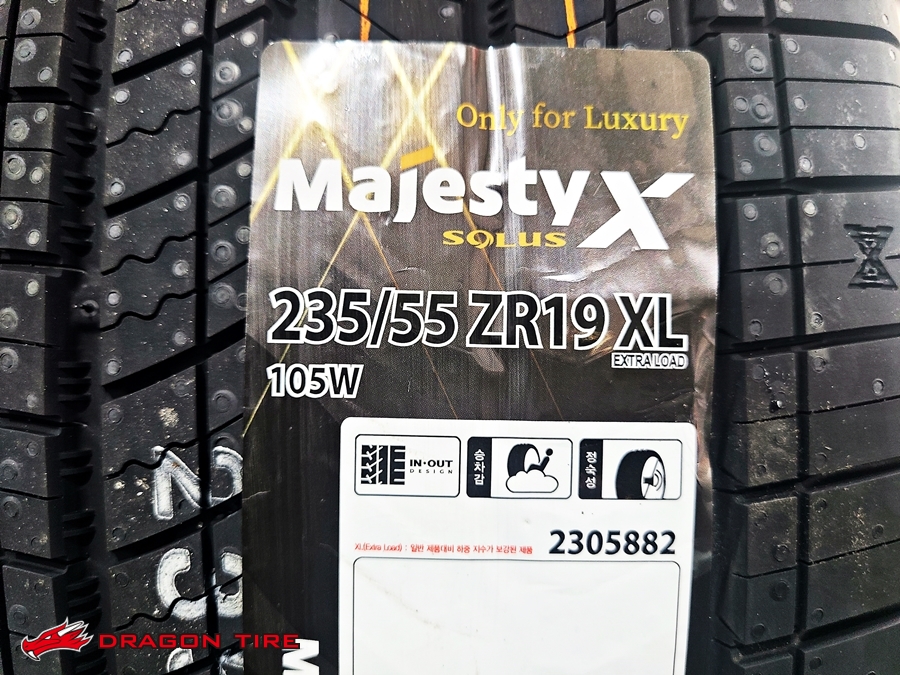 Only for Luxury
Majesty X
SOLUS
235/55 ZR19 XL
EXTRA LOAD
105W
IN·OUT
DESIGN
승차감
정숙성
XL(Extra Load) : 일반 제품대비 하중 지수가 보강된 제품
2305882
DRAGON TIRE
M